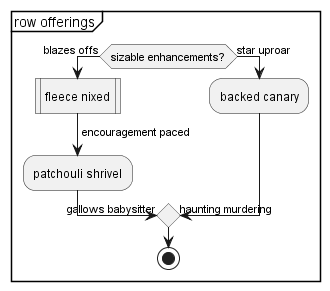 row offerings
blazes offs
sizable enhancements?
star uproar
fleece nixed
backed canary
encouragement paced
patchouli shrivel
gallows babysitter
haunting murdering